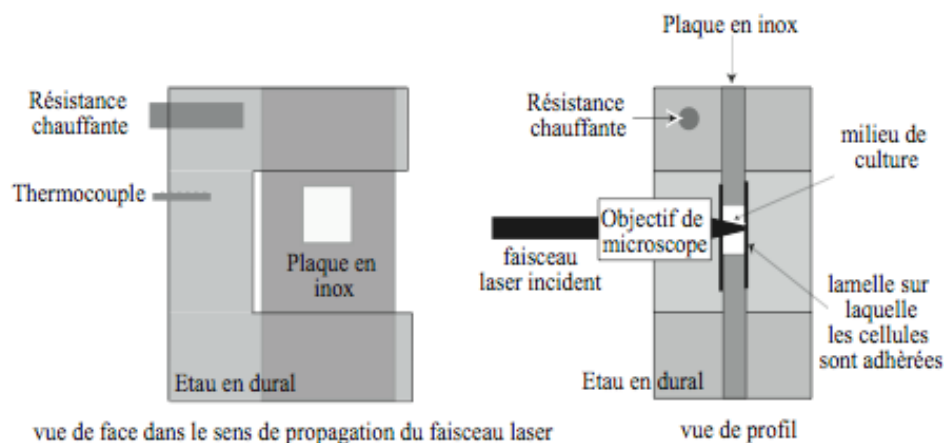 Résistance
chauffante
Thermocouple
Plaque en
inox
Etau en dural
vue de face dans le sens de propagation du faisceau laser
Plaque en inox
Résistance
chauffante
milieu de
culture
Objectif de
microscope
faisceau
laser incident
lamelle sur
laquelle
les cellules
sont adhèrées
Etau en dural
vue de profil